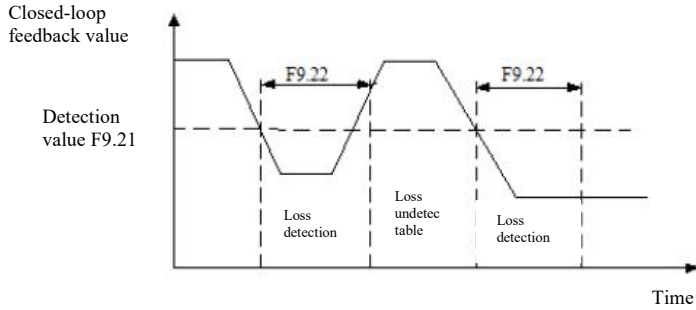 Closed-loop
feedback value
F9.22
F9.22
Detection
value F9.21
Loss
detection
Loss
undetec
table
Loss
detection
Time